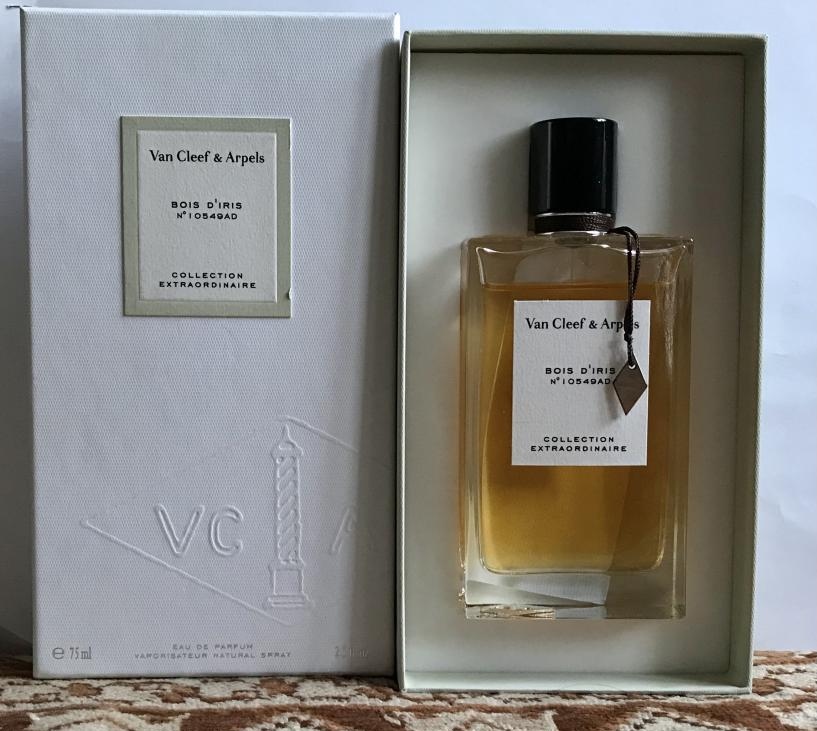 Van Cleef & Arpels
BOIS D'IRIS
N°10549AD
COLLECTION
EXTRAORDINAIRE
VC A
e 75 ml
EAU DE PARFUM
VAPORISATEUR NATURAL SPRAY
Van Cleef & Arpels
BOIS D'IRIS
N°10549AD
COLLECTION
EXTRAORDINAIRE